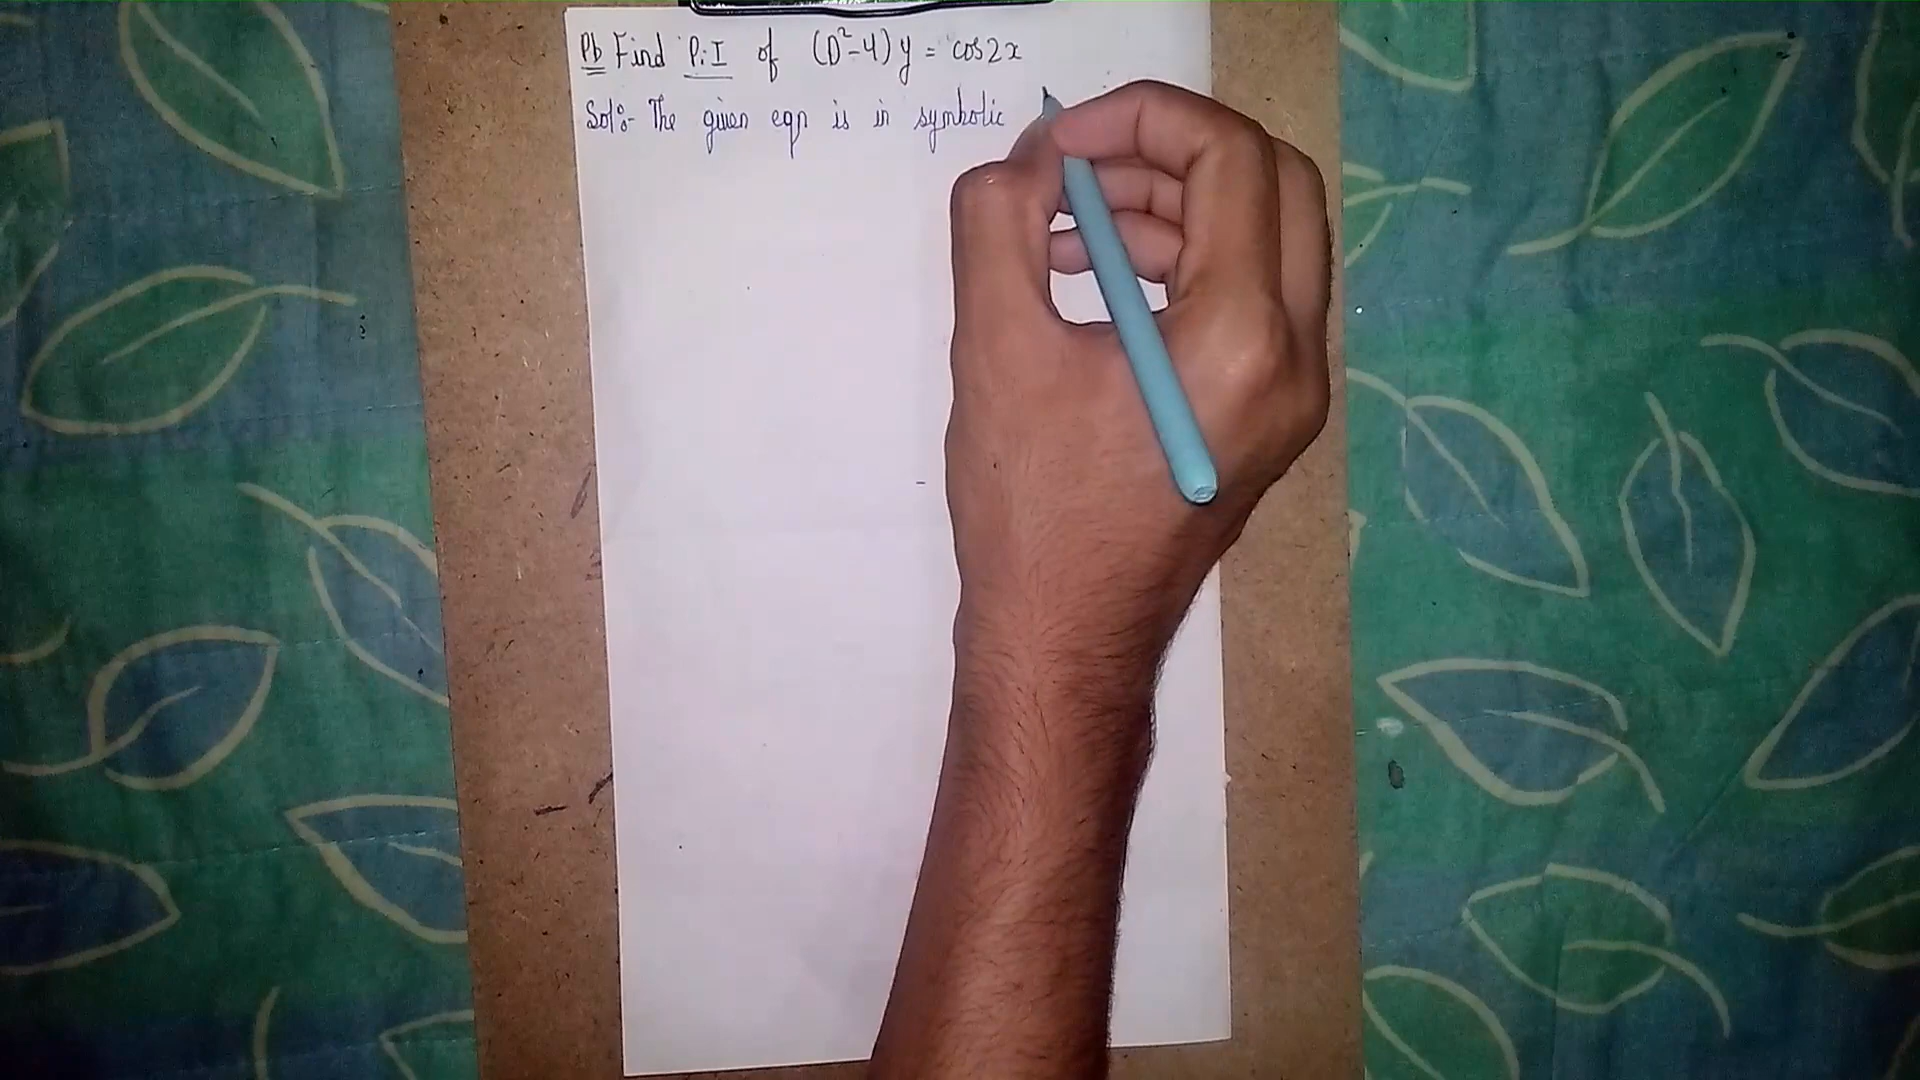 Pb Find P.I of (D²-4)y = cos2x
Sol:- The given eqn is in symbolic